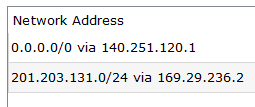 Network Address
0.0.0.0/0 via 140.251.120.1
201.203.131.0/24 via 169.29.236.2